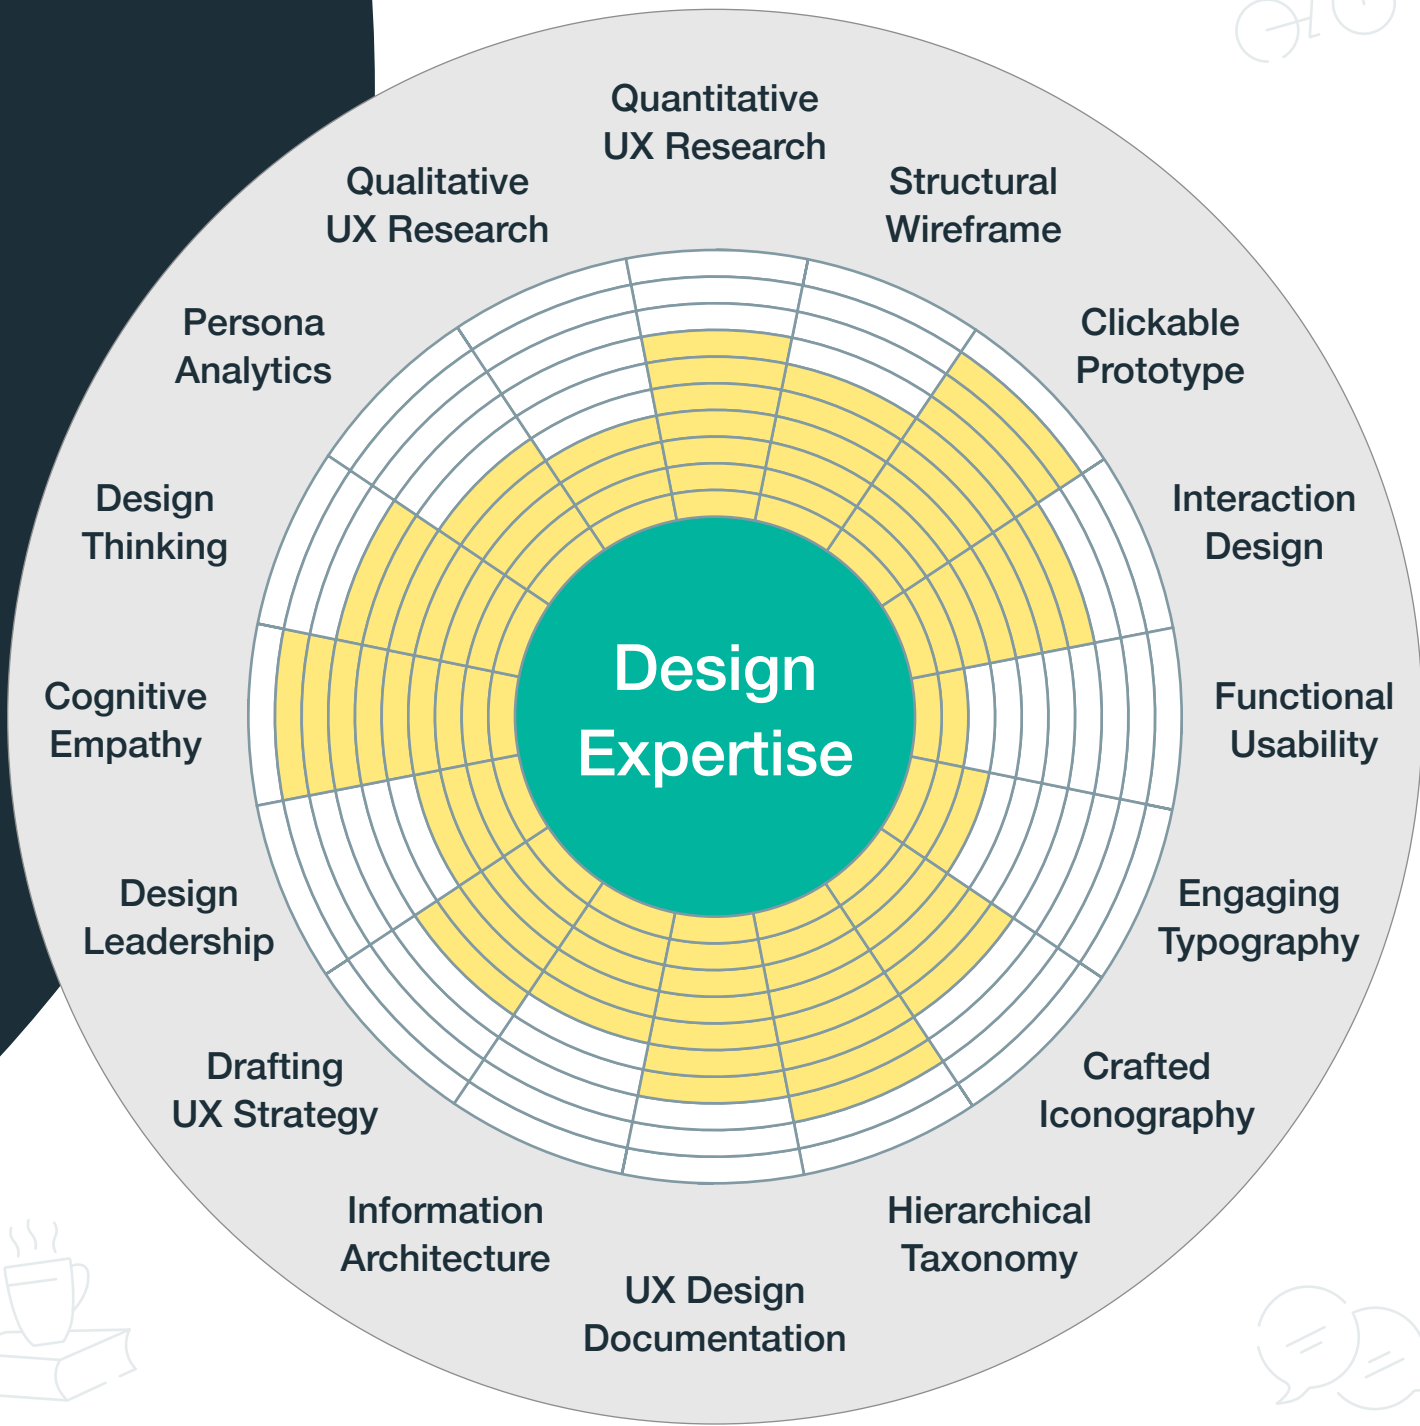 Quantitative
UX Research
Structural
Wireframe
Clickable
Prototype
Interaction
Design
Functional
Usability
Engaging
Typography
Crafted
Iconography
Hierarchical
Taxonomy
UX Design
Documentation
Information
Architecture
Drafting
UX Strategy
Design
Leadership
Cognitive
Empathy
Design
Thinking
Persona
Analytics
Qualitative
UX Research
Design
Expertise